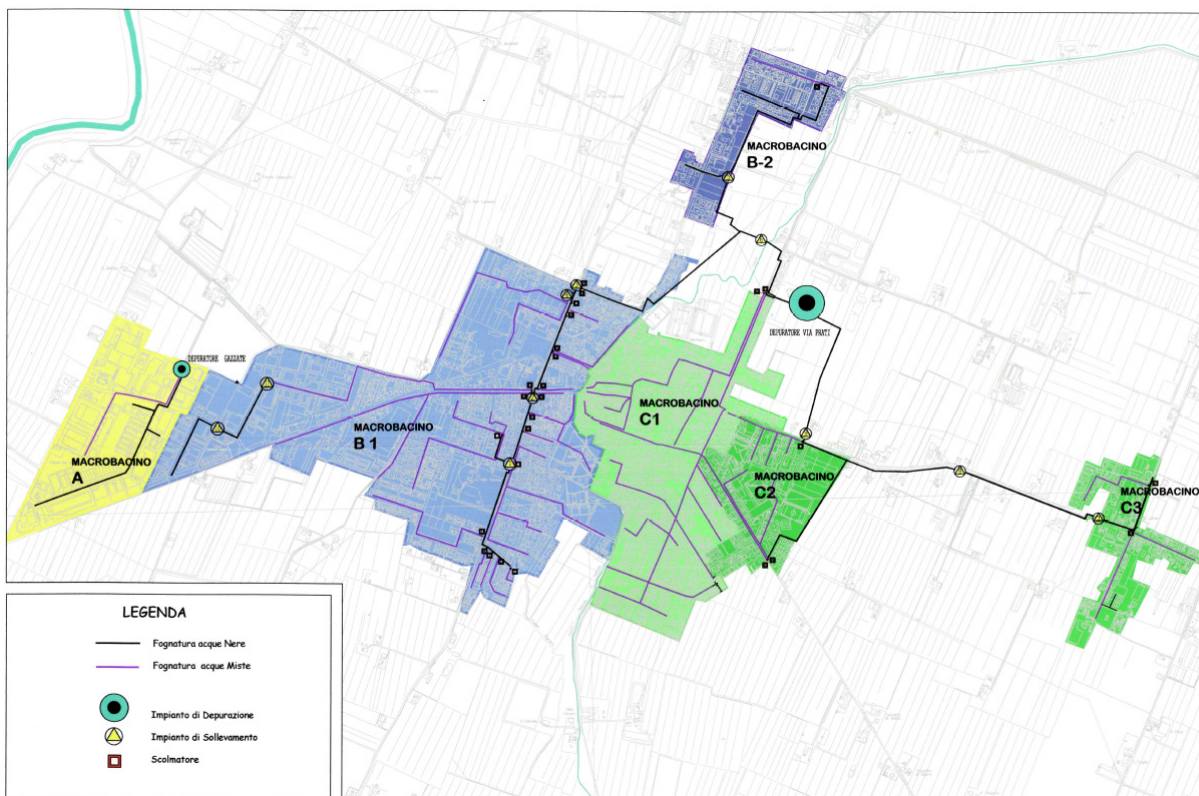 MACROBACINO
B-2
DEPURATORE VIA PRATI
DEPURATORE GAZZATE
MACROBACINO
C1
MACROBACINO
B 1
MACROBACINO
A
MACROBACINO
C2
MACROBACINO
C3
LEGENDA
Fognatura acque Nere
Fognatura acque Miste
Impianto di Depurazione
Impianto di Sollevamento
Scolmatore